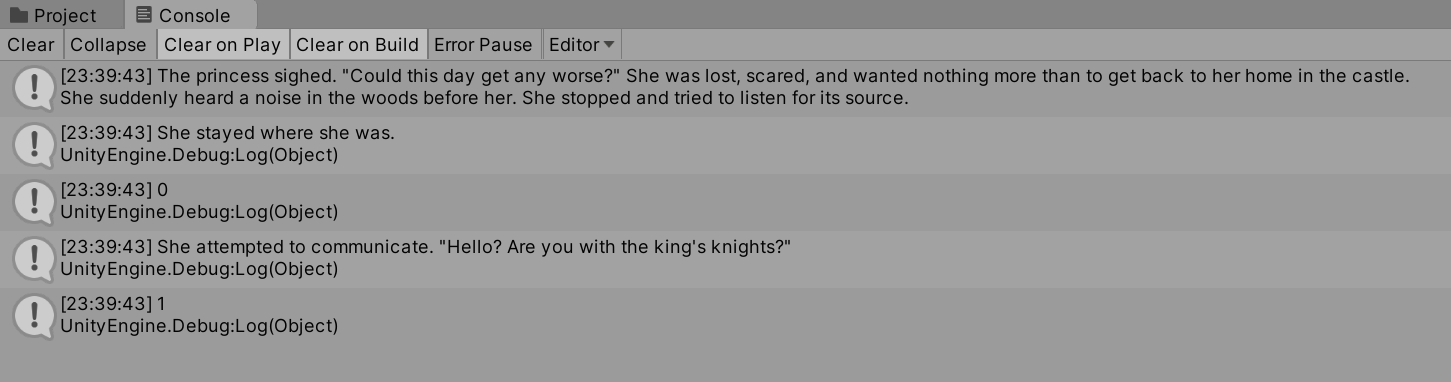 Project
Console
Clear
Collapse
Clear on Play
Clear on Build
Error Pause
Editor
[23:39:43] The princess sighed. "Could this day get any worse?" She was lost, scared, and wanted nothing more than to get back to her home in the castle.
She suddenly heard a noise in the woods before her. She stopped and tried to listen for its source.
[23:39:43] She stayed where she was.
UnityEngine.Debug:Log(Object)
[23:39:43] 0
UnityEngine.Debug:Log(Object)
[23:39:43] She attempted to communicate. "Hello? Are you with the king's knights?"
UnityEngine.Debug:Log(Object)
[23:39:43] 1
UnityEngine.Debug:Log(Object)